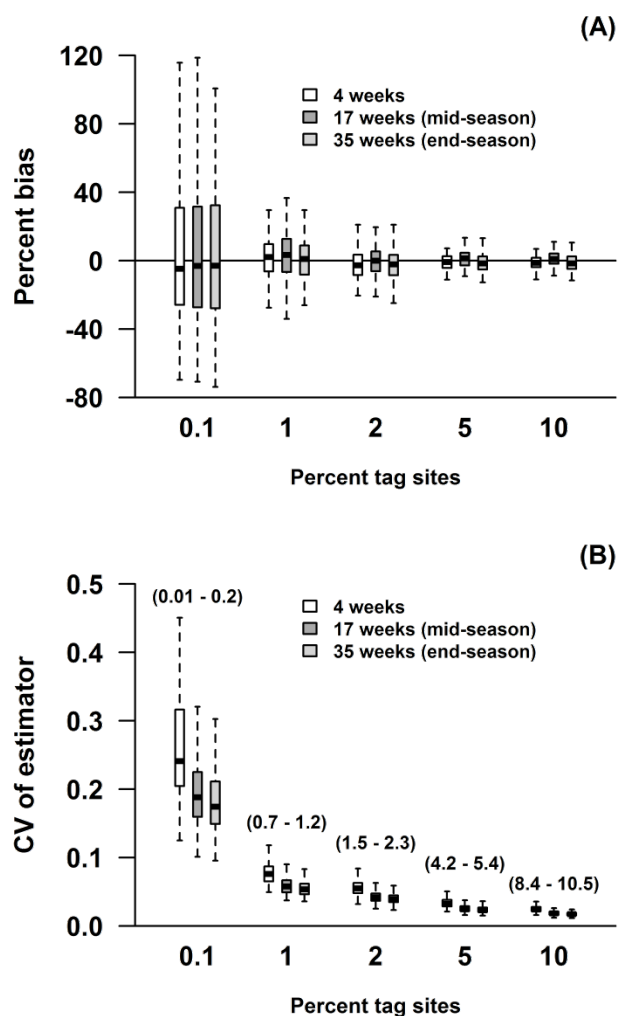 (A)
120
80
40
0
-40
-80
Percent bias
4 weeks
17 weeks (mid-season)
35 weeks (end-season)
0.1 1 2 5 10
Percent tag sites
(B)
0.5
0.4
0.3
0.2
0.1
0.0
CV of estimator
(0.01 - 0.2)
4 weeks
17 weeks (mid-season)
35 weeks (end-season)
(0.7 - 1.2)
(1.5 - 2.3)
(4.2 - 5.4)
(8.4 - 10.5)
0.1 1 2 5 10
Percent tag sites